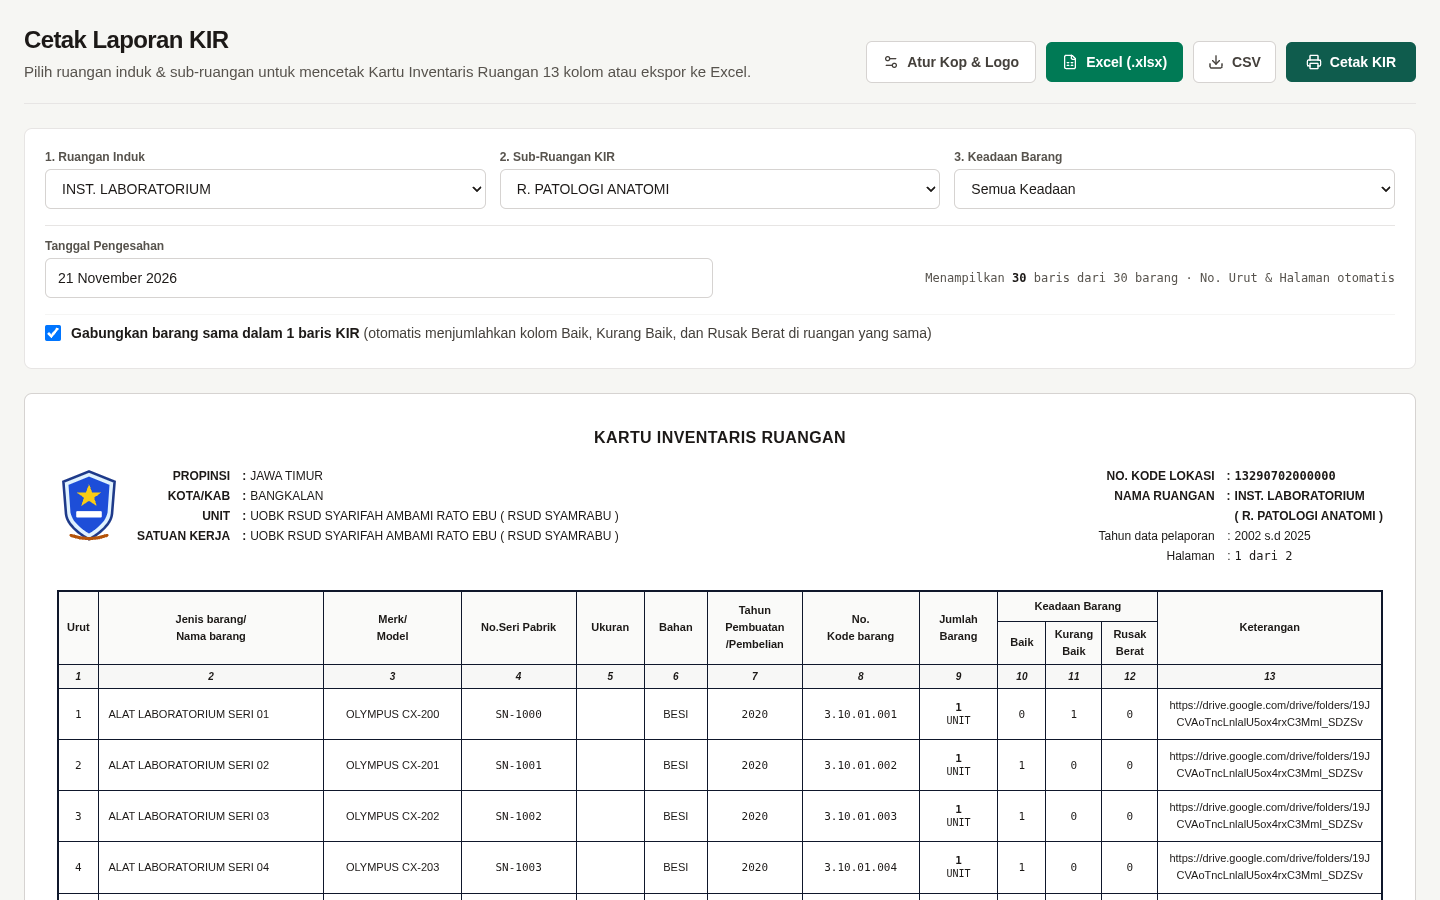 Cetak Laporan KIR
Pilih ruangan induk & sub-ruangan untuk mencetak Kartu Inventaris Ruangan 13 kolom atau ekspor ke Excel.
Atur Kop & Logo
Excel (.xlsx)
CSV
Cetak KIR
1. Ruangan Induk
2. Sub-Ruangan KIR
3. Keadaan Barang
INST. LABORATORIUM
R. PATOLOGI ANATOMI
Semua Keadaan
Tanggal Pengesahan
21 November 2026
Menampilkan 30 baris dari 30 barang · No. Urut & Halaman otomatis
Gabungkan barang sama dalam 1 baris KIR (otomatis menjumlahkan kolom Baik, Kurang Baik, dan Rusak Berat di ruangan yang sama)
KARTU INVENTARIS RUANGAN
PROPINSI : JAWA TIMUR
KOTA/KAB : BANGKALAN
UNIT : UOBK RSUD SYARIFAH AMBAMI RATO EBU ( RSUD SYAMRABU )
SATUAN KERJA : UOBK RSUD SYARIFAH AMBAMI RATO EBU ( RSUD SYAMRABU )
NO. KODE LOKASI : 13290702000000
NAMA RUANGAN : INST. LABORATORIUM
( R. PATOLOGI ANATOMI )
Tahun data pelaporan : 2002 s.d 2025
Halaman : 1 dari 2
Urut
Jenis barang/
Nama barang
Merk/
Model
No.Seri Pabrik
Ukuran
Bahan
Tahun
Pembuatan
/Pembelian
No.
Kode barang
Jumlah
Barang
Keadaan Barang
Baik
Kurang
Baik
Rusak
Berat
Keterangan
1 2 3 4 5 6 7 8 9 10 11 12 13
1 ALAT LABORATORIUM SERI 01 OLYMPUS CX-200 SN-1000 BESI 2020 3.10.01.001 1 UNIT 0 1 0 https://drive.google.com/drive/folders/19J
CVAoTncLnlalU5ox4rxC3Mml_SDZSv
2 ALAT LABORATORIUM SERI 02 OLYMPUS CX-201 SN-1001 BESI 2020 3.10.01.002 1 UNIT 1 0 0 https://drive.google.com/drive/folders/19J
CVAoTncLnlalU5ox4rxC3Mml_SDZSv
3 ALAT LABORATORIUM SERI 03 OLYMPUS CX-202 SN-1002 BESI 2020 3.10.01.003 1 UNIT 1 0 0 https://drive.google.com/drive/folders/19J
CVAoTncLnlalU5ox4rxC3Mml_SDZSv
4 ALAT LABORATORIUM SERI 04 OLYMPUS CX-203 SN-1003 BESI 2020 3.10.01.004 1 UNIT 1 0 0 https://drive.google.com/drive/folders/19J
CVAoTncLnlalU5ox4rxC3Mml_SDZSv